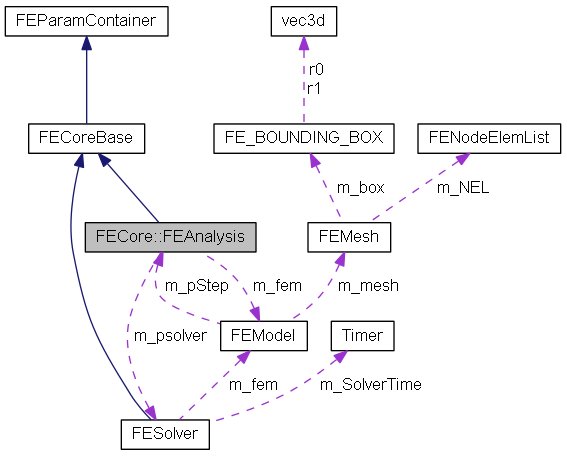 FEParamContainer
vec3d
r0
r1
FECoreBase
FE_BOUNDING_BOX
FENodeElemList
m_box
m_NEL
FECore::FEAnalysis
FEMesh
m_pStep
m_fem
m_mesh
m_psolver
FEModel
Timer
m_fem
m_SolverTime
FESolver